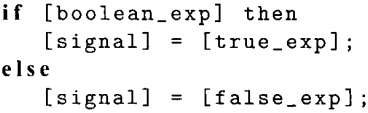 if [boolean_exp] then
[signal] = [true_exp];
else
[signal] = [false_exp];